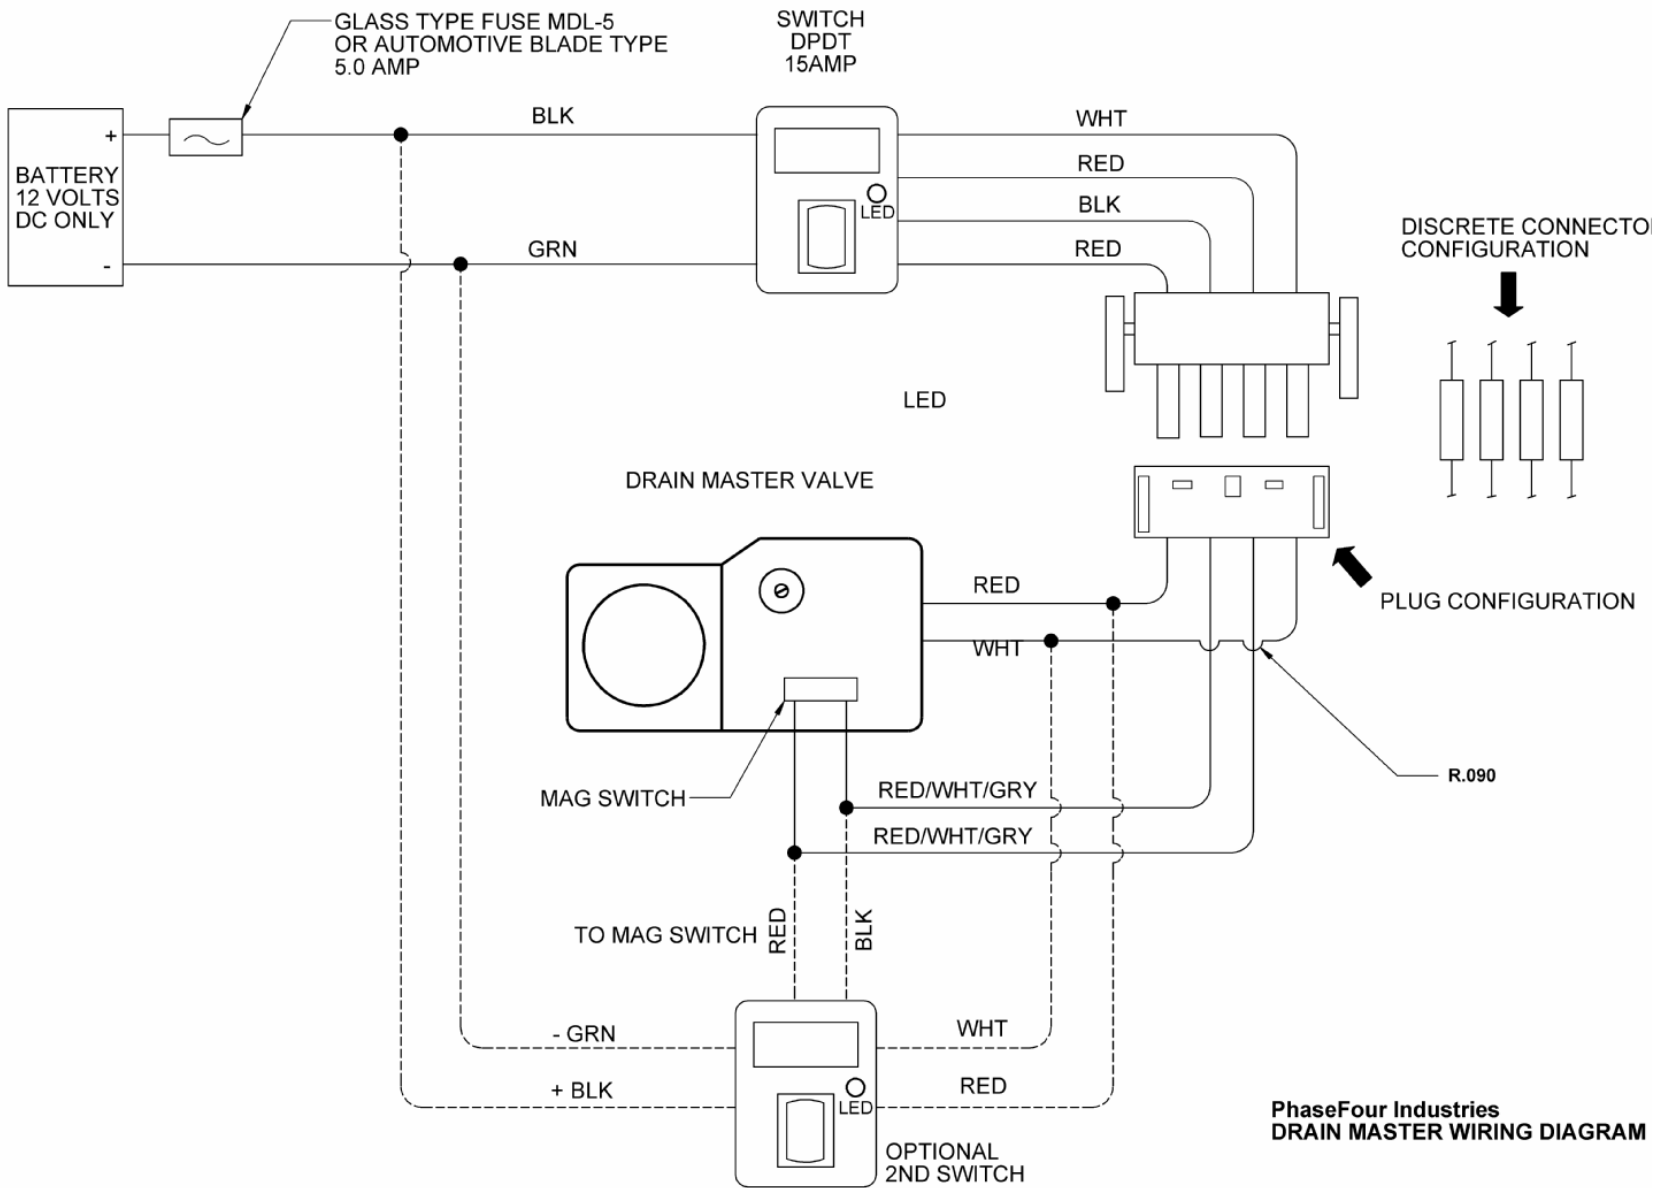 GLASS TYPE FUSE MDL-5
OR AUTOMOTIVE BLADE TYPE
5.0 AMP
SWITCH
DPDT
15AMP
BLK
WHT
+
RED
BATTERY
12 VOLTS
DC ONLY
LED
BLK
GRN
RED
-
DISCRETE CONNECTO
CONFIGURATION
LED
DRAIN MASTER VALVE
RED
PLUG CONFIGURATION
WHT
R.090
MAG SWITCH
RED/WHT/GRY
RED/WHT/GRY
TO MAG SWITCH
RED
BLK
- GRN
WHT
+ BLK
RED
LED
OPTIONAL
2ND SWITCH
PhaseFour Industries
DRAIN MASTER WIRING DIAGRAM